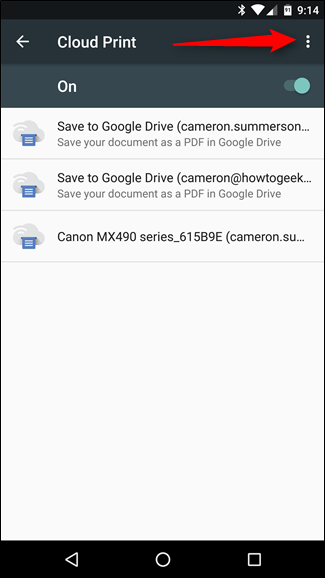 91 9:14
Cloud Print
On
Save to Google Drive (cameron.summerson...
Save your document as a PDF in Google Drive
Save to Google Drive (cameron@howtogeek...
Save your document as a PDF in Google Drive
Canon MX490 series_615B9E (cameron.su...